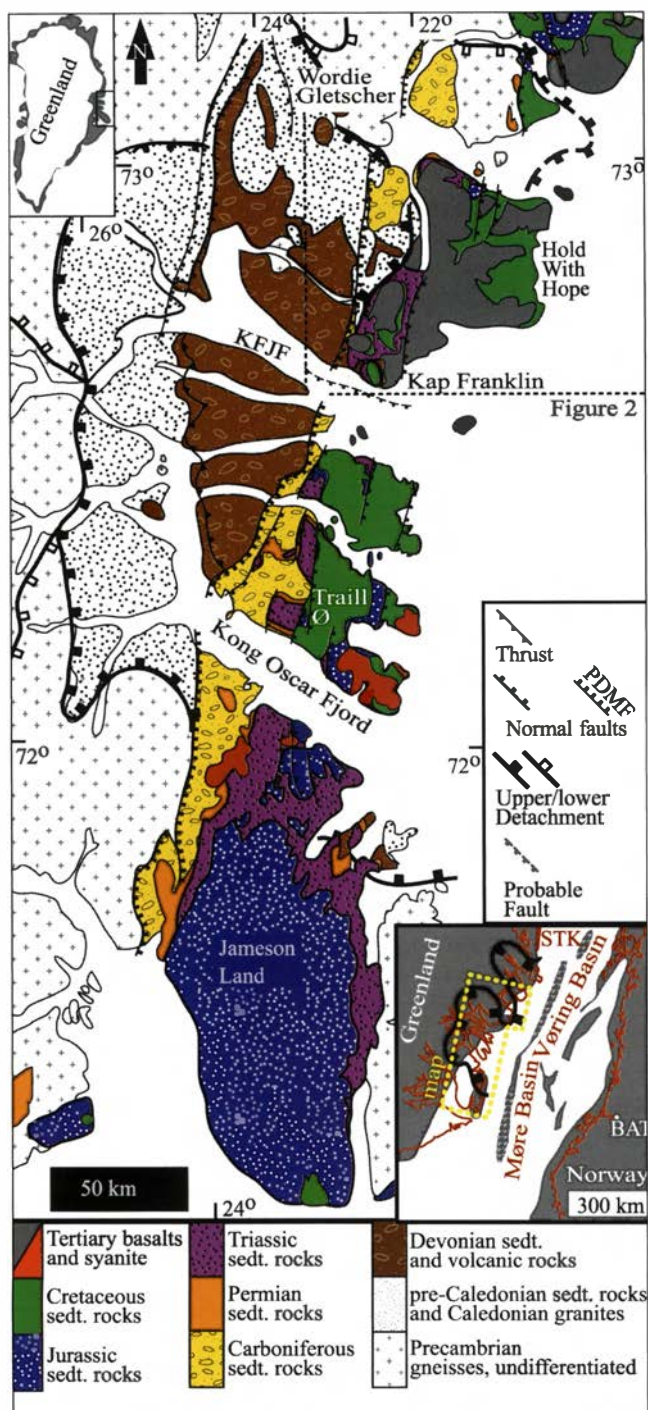 Greenland
N
24°
22°
Wordie
Gletscher
73°
73°
26°
Hold
With
Hope
KFJF
Kap Franklin
Figure 2
Traill
Ø
Kong Oscar Fjord
72°
72°
Thrust
PDMF
Normal faults
Upper/lower
Detachment
Probable
Fault
Jameson
Land
Greenland
STK
map
Møre Basin
Vøring Basin
BAT
Norway
300 km
50 km
24°
Tertiary basalts
and syanite
Cretaceous
sedt. rocks
Jurassic
sedt. rocks
Triassic
sedt. rocks
Permian
sedt. rocks
Carboniferous
sedt. rocks
Devonian sedt.
and volcanic rocks
pre-Caledonian sedt. rocks
and Caledonian granites
Precambrian
gneisses, undifferentiated